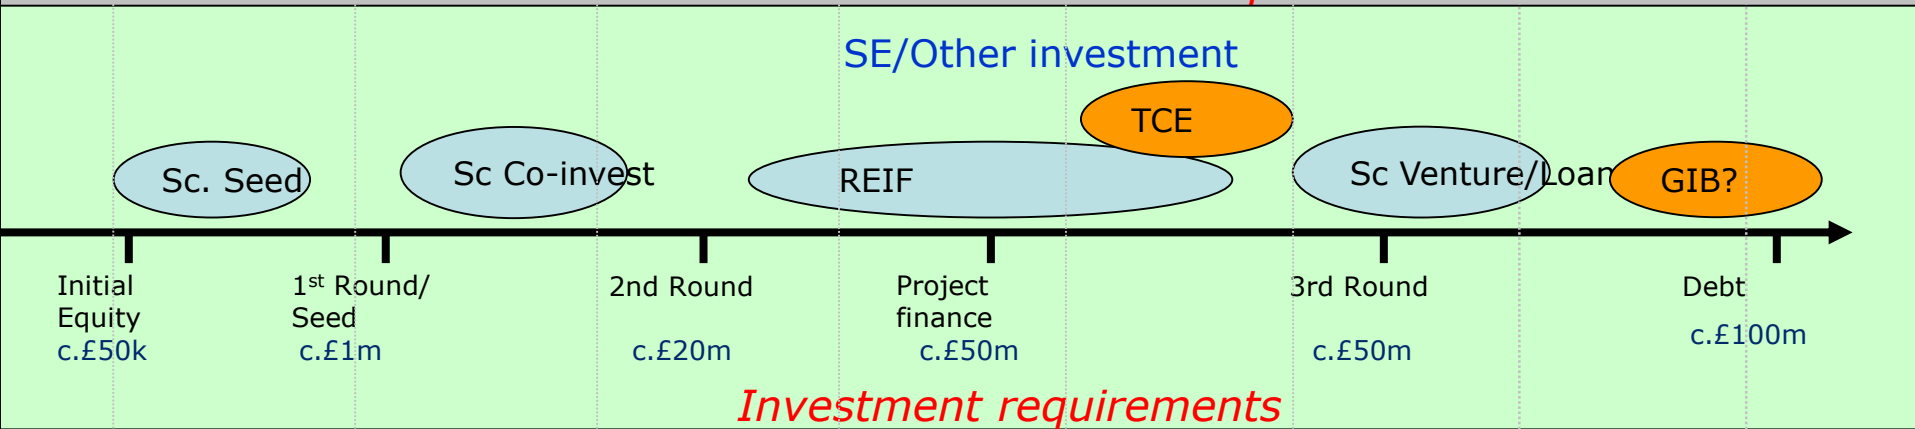 SE/Other investment
TCE
Sc. Seed
Sc Co-invest
REIF
Sc Venture/Loan
GIB?
Initial
Equity
c.£50k
1st Round/
Seed
c.£1m
2nd Round
c.£20m
Project
finance
c.£50m
3rd Round
c.£50m
Debt
c.£100m
Investment requirements